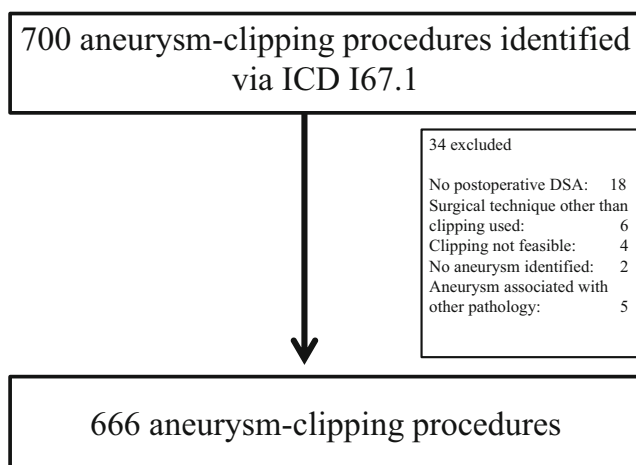 700 aneurysm-clipping procedures identified
via ICD I67.1
34 excluded
No postoperative DSA: 18
Surgical technique other than
clipping used: 6
Clipping not feasible: 4
No aneurysm identified: 2
Aneurysm associated with
other pathology: 5
666 aneurysm-clipping procedures